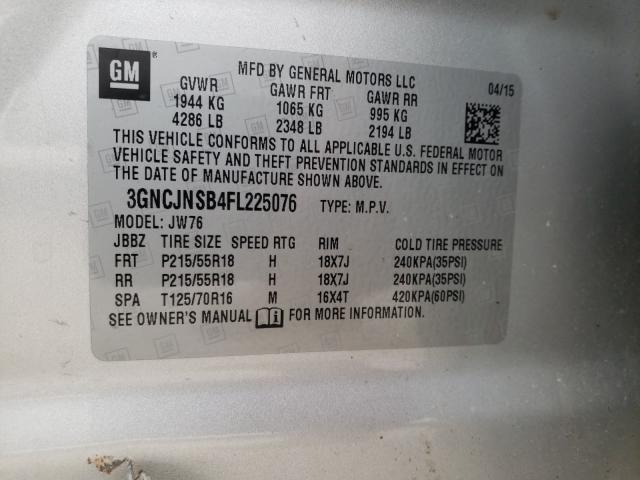 GM ®
MFD BY GENERAL MOTORS LLC 04/15
GVWR GAWR FRT GAWR RR
1944 KG 1065 KG 995 KG
4286 LB 2348 LB 2194 LB
THIS VEHICLE CONFORMS TO ALL APPLICABLE U.S. FEDERAL MOTOR
VEHICLE SAFETY AND THEFT PREVENTION STANDARDS IN EFFECT ON
THE DATE OF MANUFACTURE SHOWN ABOVE.
3GNCJNSB4FL225076 TYPE: M.P.V.
MODEL: JW76
JBBZ TIRE SIZE SPEED RTG RIM COLD TIRE PRESSURE
FRT P215/55R18 H 18X7J 240KPA(35PSI)
RR P215/55R18 H 18X7J 240KPA(35PSI)
SPA T125/70R16 M 16X4T 420KPA(60PSI)
SEE OWNER'S MANUAL i FOR MORE INFORMATION.